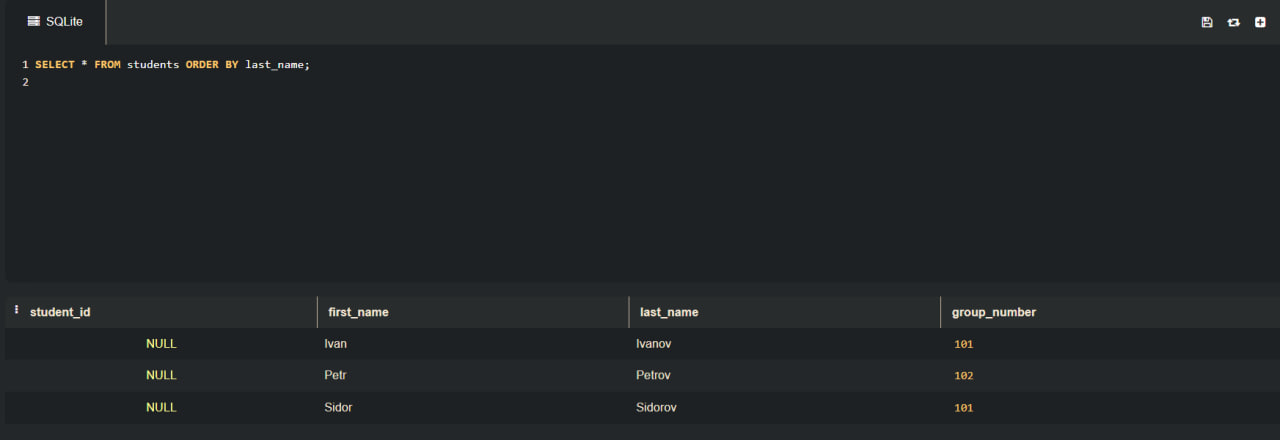 SQLite
1 SELECT * FROM students ORDER BY last_name;
2
student_id first_name last_name group_number
NULL Ivan Ivanov 101
NULL Petr Petrov 102
NULL Sidor Sidorov 101